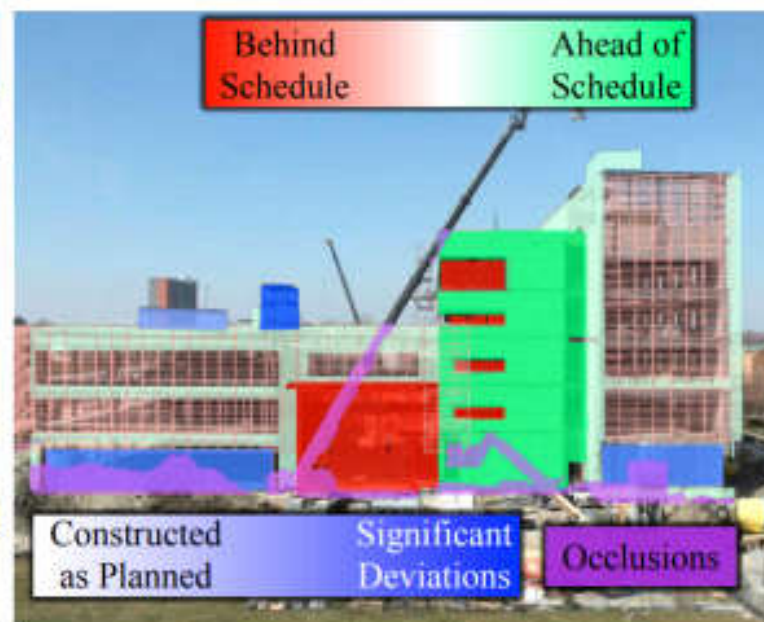 Behind
Schedule
Ahead of
Schedule
Constructed
as Planned
Significant
Deviations
Occlusions